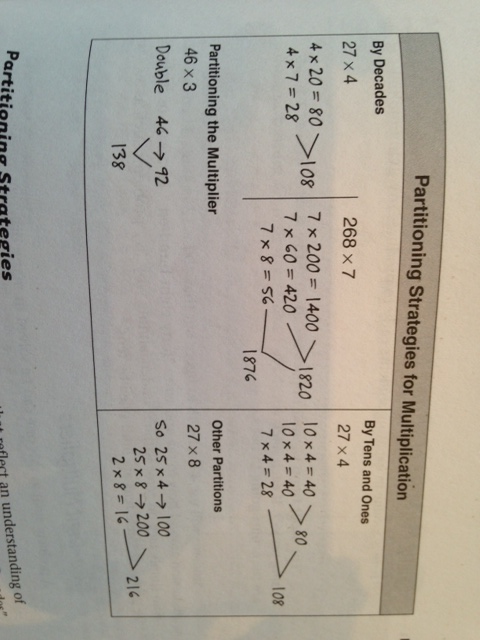 Partitioning Strategies for Multiplication
By Decades
27 × 4
4 × 20 = 80
4 × 7 = 28
108
268 × 7
7 × 200 = 1400
7 × 60 = 420
1820
7 × 8 = 56
1876
By Tens and Ones
27 × 4
10 × 4 = 40
10 × 4 = 40
80
7 × 4 = 28
108
Partitioning the Multiplier
46 × 3
Double 46 → 92
138
Other Partitions
27 × 8
So 25 × 4 → 100
25 × 8 → 200
2 × 8 = 16
216
Partitioning Strategies
that reflect an understanding of